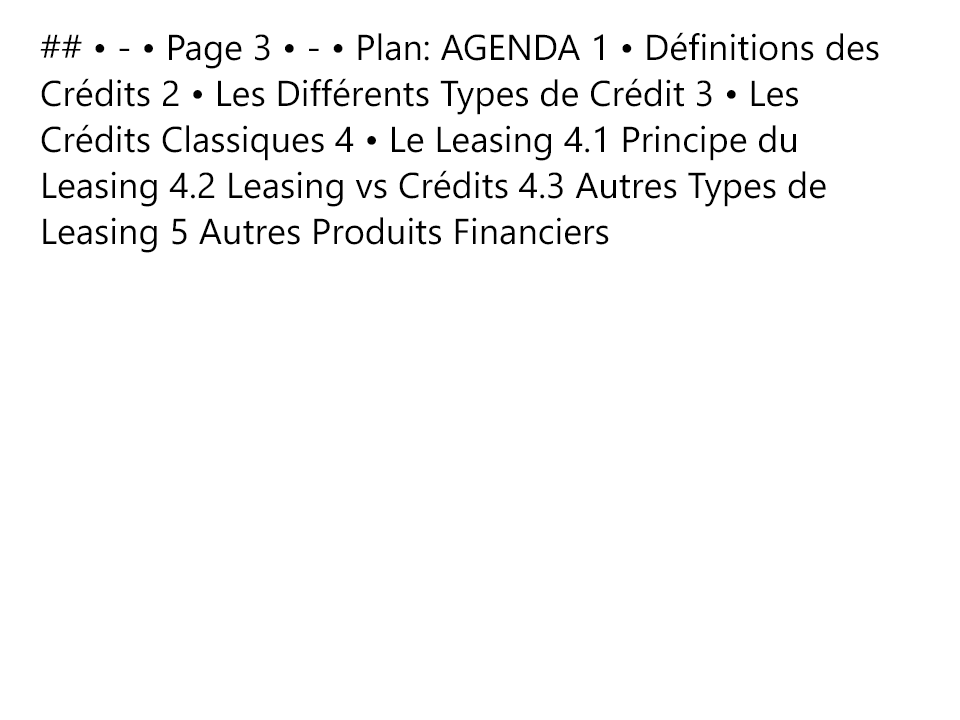 ## • - • Page 3 • - • Plan: AGENDA 1 • Définitions des
Crédits 2 • Les Différents Types de Crédit 3 • Les
Crédits Classiques 4 • Le Leasing 4.1 Principe du
Leasing 4.2 Leasing vs Crédits 4.3 Autres Types de
Leasing 5 Autres Produits Financiers